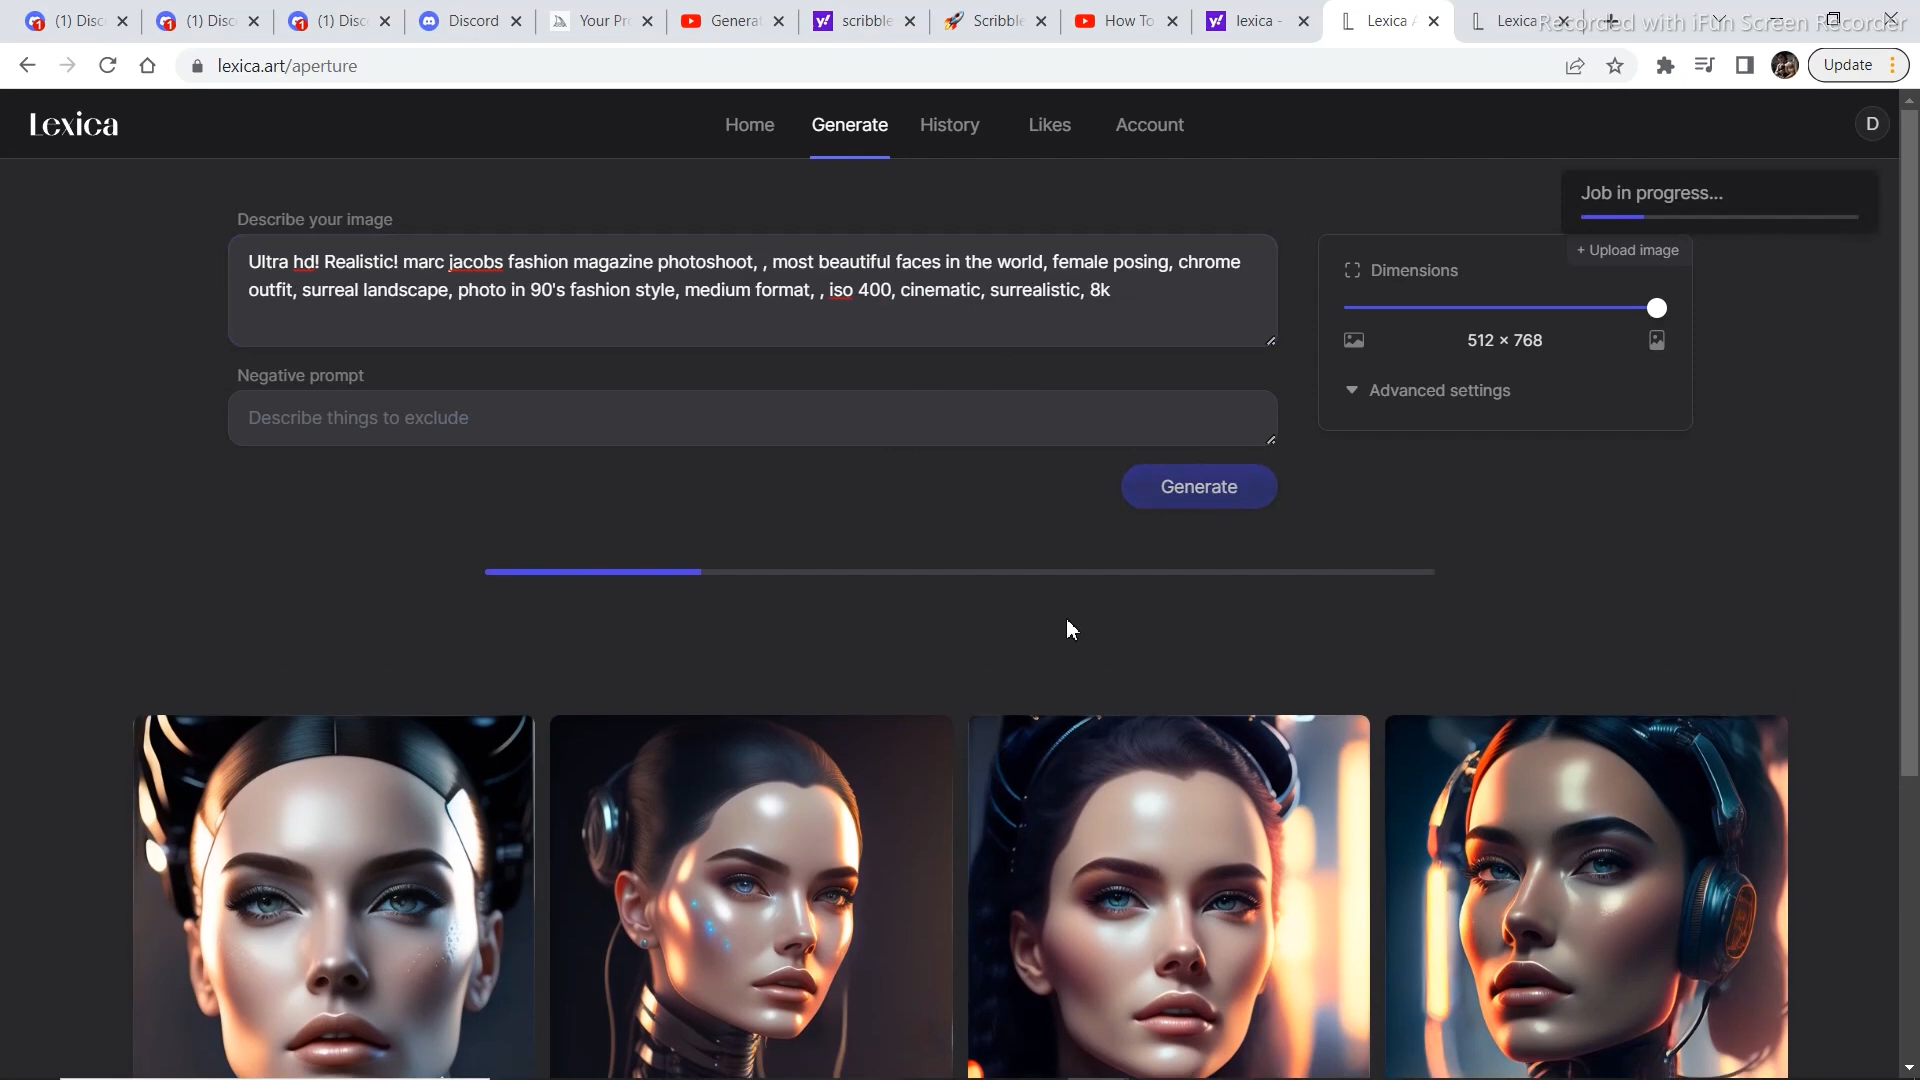 (1) Disc
(1) Disc
(1) Disc
Discord
Your Pr
Generat
scribble
Scribble
How To
lexica -
Lexica A
Lexica
Recorded with iFun Screen Recorder
lexica.art/aperture
Update
Lexica
Home
Generate
History
Likes
Account
D
Job in progress...
Describe your image
+ Upload image
Ultra hd! Realistic! marc jacobs fashion magazine photoshoot, , most beautiful faces in the world, female posing, chrome
outfit, surreal landscape, photo in 90's fashion style, medium format, , iso 400, cinematic, surrealistic, 8k
Dimensions
512 × 768
Negative prompt
Advanced settings
Describe things to exclude
Generate